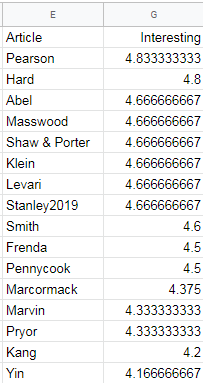 E G
Article Interesting
Pearson 4.833333333
Hard 4.8
Abel 4.666666667
Masswood 4.666666667
Shaw & Porter 4.666666667
Klein 4.666666667
Levari 4.666666667
Stanley2019 4.666666667
Smith 4.6
Frenda 4.5
Pennycook 4.5
Marcormack 4.375
Marvin 4.333333333
Pryor 4.333333333
Kang 4.2
Yin 4.166666667